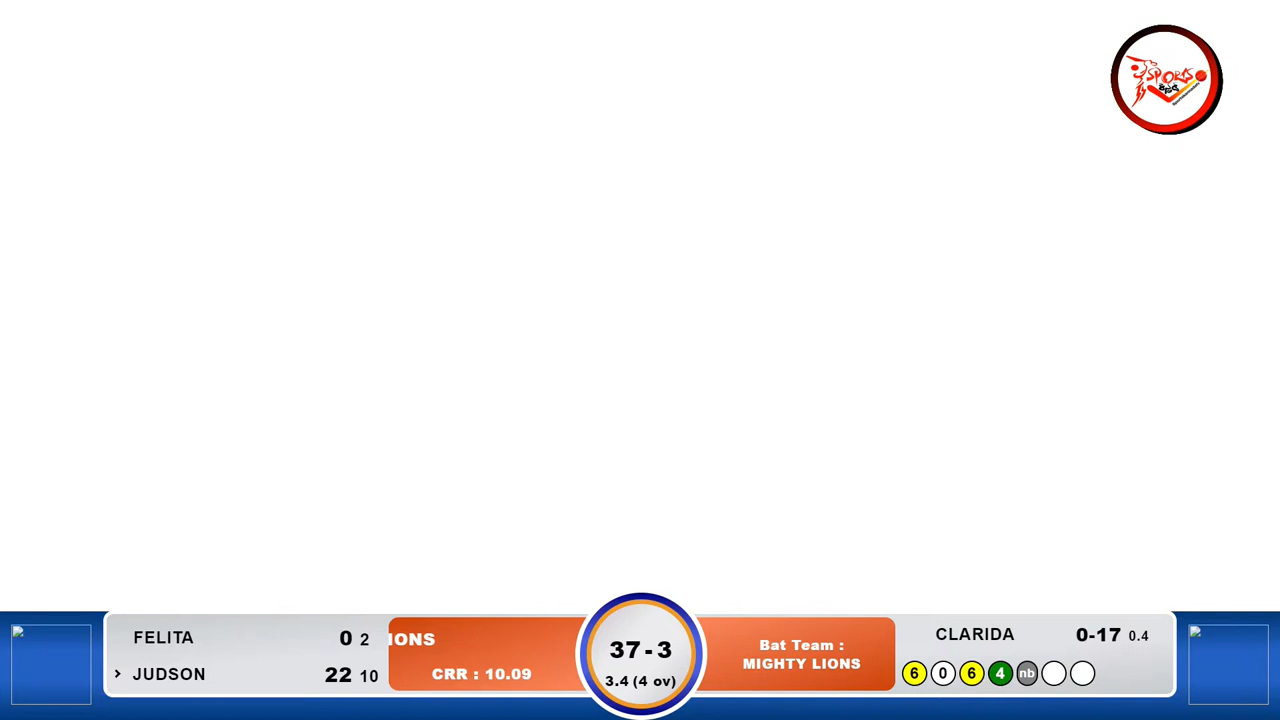 SPORTS
FELITA 0 2
› JUDSON 22 10
IONS
CRR : 10.09
37 - 3
3.4 (4 ov)
Bat Team :
MIGHTY LIONS
CLARIDA 0-17 0.4
6 0 6 4 nb